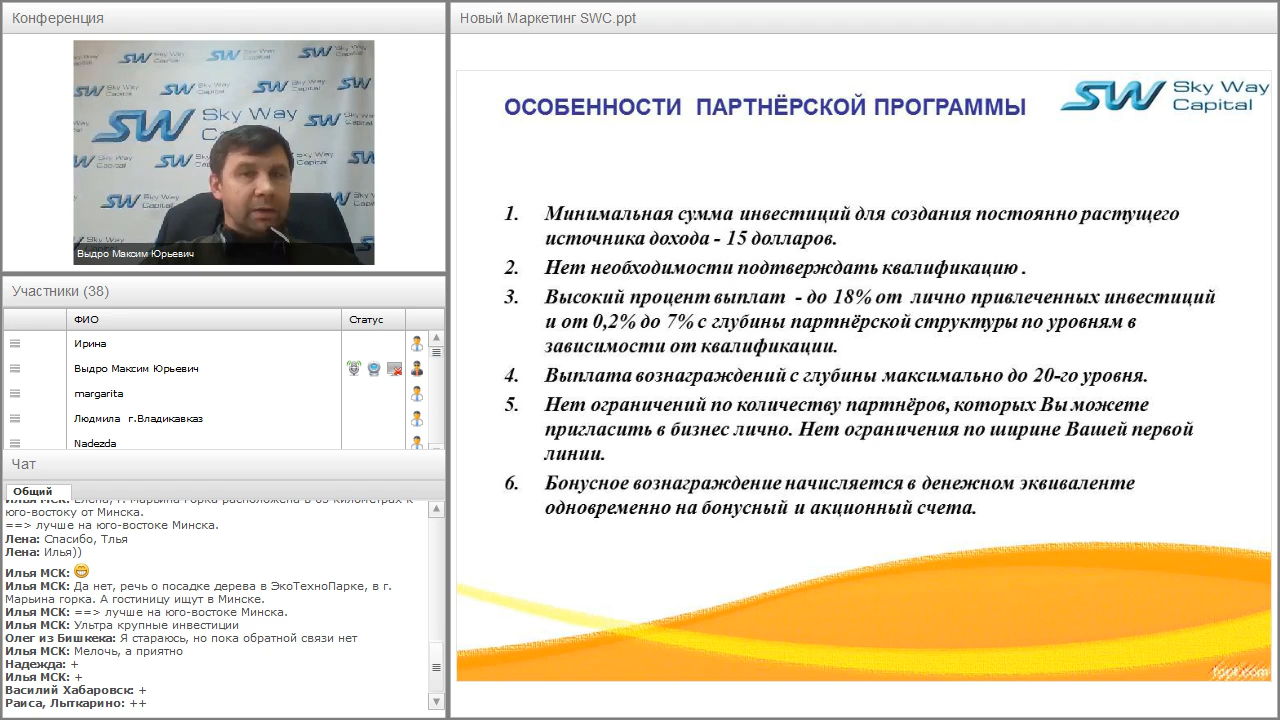 Конференция
Sky Way
Capital
Выдро Максим Юрьевич
Участники (38)
ФИО
Статус
Ирина
Выдро Максим Юрьевич
margarita
Людмила г.Владикавказ
Nadezda
Чат
Общий
юго-востоку от Минска.
==> лучше на юго-востоке Минска.
Лена: Спасибо, Тлья
Лена: Илья))
Илья МСК:
Илья МСК: Да нет, речь о посадке дерева в ЭкоТехноПарке, в г.
Марьина горка. А гостиницу ищут в Минске.
Илья МСК: ==> лучше на юго-востоке Минска.
Илья МСК: Ультра крупные инвестиции
Олег из Бишкека: Я стараюсь, но пока обратной связи нет
Илья МСК: Мелочь, а приятно
Надежда: +
Илья МСК: +
Василий Хабаровск: +
Раиса, Лыткарино: ++
Новый Маркетинг SWC.ppt
ОСОБЕННОСТИ ПАРТНЁРСКОЙ ПРОГРАММЫ
SW Sky Way
Capital
1. Минимальная сумма инвестиций для создания постоянно растущего
источника дохода - 15 долларов.
2. Нет необходимости подтверждать квалификацию .
3. Высокий процент выплат - до 18% от лично привлеченных инвестиций
и от 0,2% до 7% с глубины партнёрской структуры по уровням в
зависимости от квалификации.
4. Выплата вознаграждений с глубины максимально до 20-го уровня.
5. Нет ограничений по количеству партнёров, которых Вы можете
пригласить в бизнес лично. Нет ограничения по ширине Вашей первой
линии.
6. Бонусное вознаграждение начисляется в денежном эквиваленте
одновременно на бонусный и акционный счета.